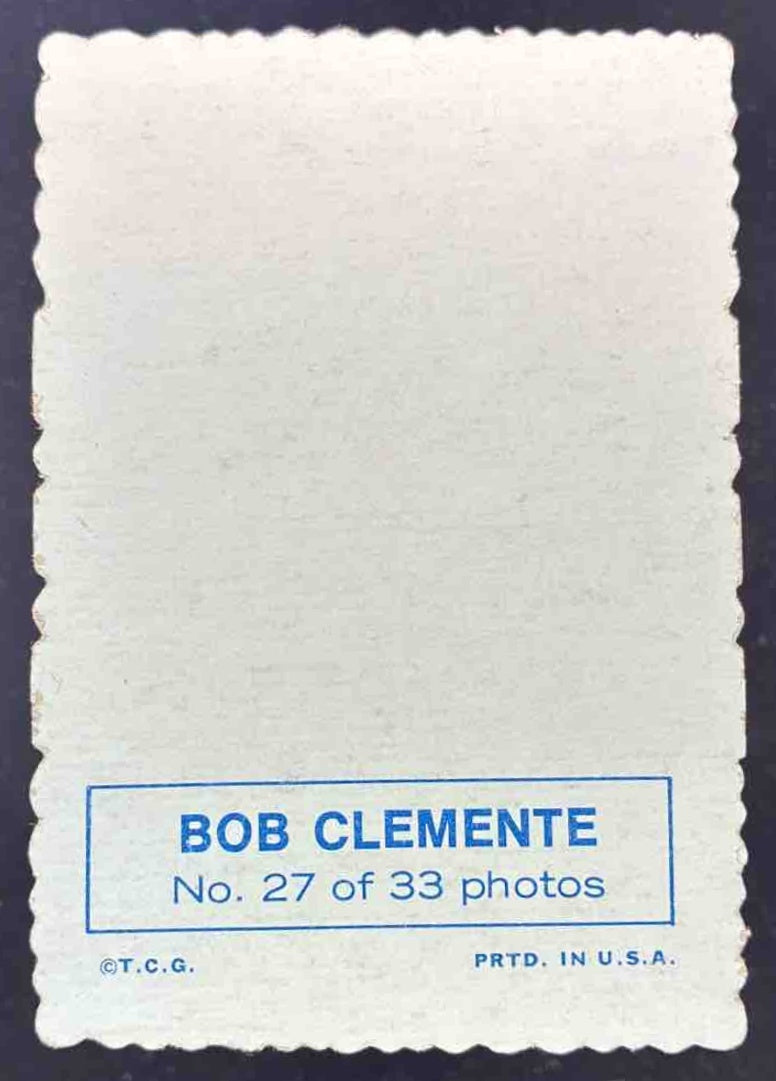 BOB CLEMENTE
No. 27 of 33 photos
©T.C.G.
PRTD. IN U.S.A.